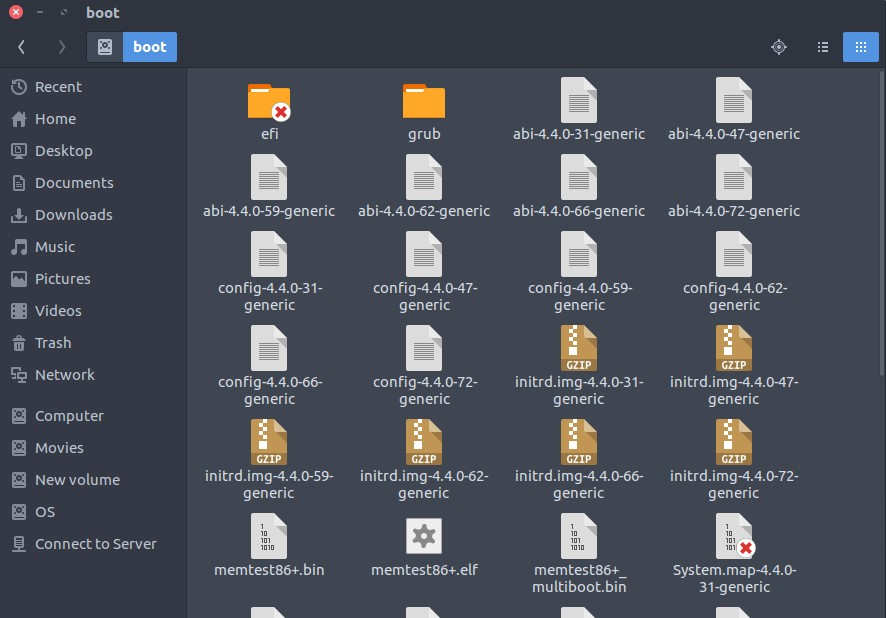 boot
boot
Recent
Home
Desktop
Documents
Downloads
Music
Pictures
Videos
Trash
Network
Computer
Movies
New volume
OS
Connect to Server
efi
grub
abi-4.4.0-31-generic
abi-4.4.0-47-generic
abi-4.4.0-59-generic
abi-4.4.0-62-generic
abi-4.4.0-66-generic
abi-4.4.0-72-generic
config-4.4.0-31-
generic
config-4.4.0-47-
generic
config-4.4.0-59-
generic
config-4.4.0-62-
generic
config-4.4.0-66-
generic
config-4.4.0-72-
generic
GZIP
initrd.img-4.4.0-31-
generic
GZIP
initrd.img-4.4.0-47-
generic
GZIP
initrd.img-4.4.0-59-
generic
GZIP
initrd.img-4.4.0-62-
generic
GZIP
initrd.img-4.4.0-66-
generic
GZIP
initrd.img-4.4.0-72-
generic
1
10
101
1010
memtest86+.bin
memtest86+.elf
1
10
101
1010
memtest86+_
multiboot.bin
1
10
101
101
System.map-4.4.0-
31-generic